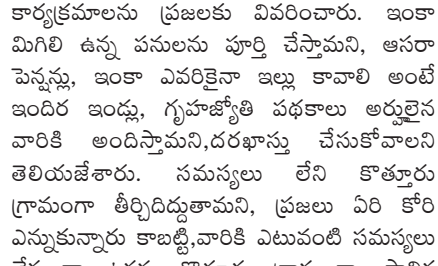 కార్యక్రమాలను ప్రజలకు వివరించారు. ఇంకా
మిగిలి ఉన్న పనులను పూర్తి చేస్తామని, ఆసరా
పెన్షన్లు, ఇంకా ఎవరికైనా ఇల్లు కావాలి అంటే
ఇందిర ఇండ్లు, గృహజ్యోతి పథకాలు అర్హులైన
వారికి అందిస్తామని,దరఖాస్తు చేసుకోవాలని
తెలియజేశారు. సమస్యలు లేని కొత్తూరు
గ్రామంగా తీర్చిదిద్దుతామని, ప్రజలు ఏరి కోరి
ఎన్నుకున్నారు కాబట్టి,వారికి ఎటువంటి సమస్యలు